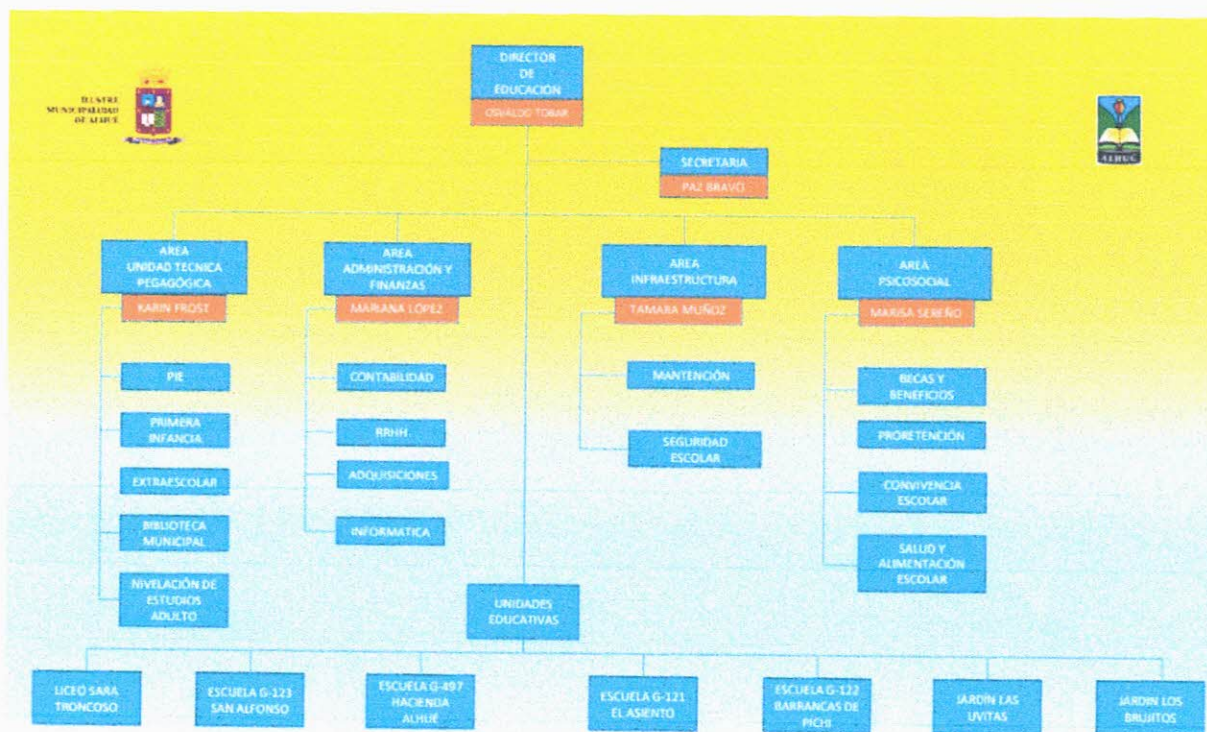 ILUSTRE
MUNICIPALIDAD
DE ALHUÉ
ALHUE
DIRECTOR
DE
EDUCACIÓN
OSVALDO TOBAR
SECRETARIA
PAZ BRAVO
AREA
UNIDAD TECNICA
PEGAGÓGICA
KARIN FROST
AREA
ADMINISTRACIÓN Y
FINANZAS
MARIANA LÓPEZ
AREA
INFRAESTRUCTURA
TAMARA MUÑOZ
AREA
PSICOSOCIAL
MARISA SEREÑO
PIE
PRIMERA
INFANCIA
EXTRAESCOLAR
BIBLIOTECA
MUNICIPAL
NIVELACIÓN DE
ESTUDIOS
ADULTO
CONTABILIDAD
RRHH
ADQUISICIONES
INFORMATICA
MANTENCIÓN
SEGURIDAD
ESCOLAR
BECAS Y
BENEFICIOS
PRORETENCIÓN
CONVIVENCIA
ESCOLAR
SALUD Y
ALIMENTACIÓN
ESCOLAR
UNIDADES
EDUCATIVAS
LICEO SARA
TRONCOSO
ESCUELA G-123
SAN ALFONSO
ESCUELA G-497
HACIENDA
ALHUÉ
ESCUELA G-121
EL ASIENTO
ESCUELA G-122
BARRANCAS DE
PICHI
JARDÍN LAS
UVITAS
JARDIN LOS
BRUJITOS